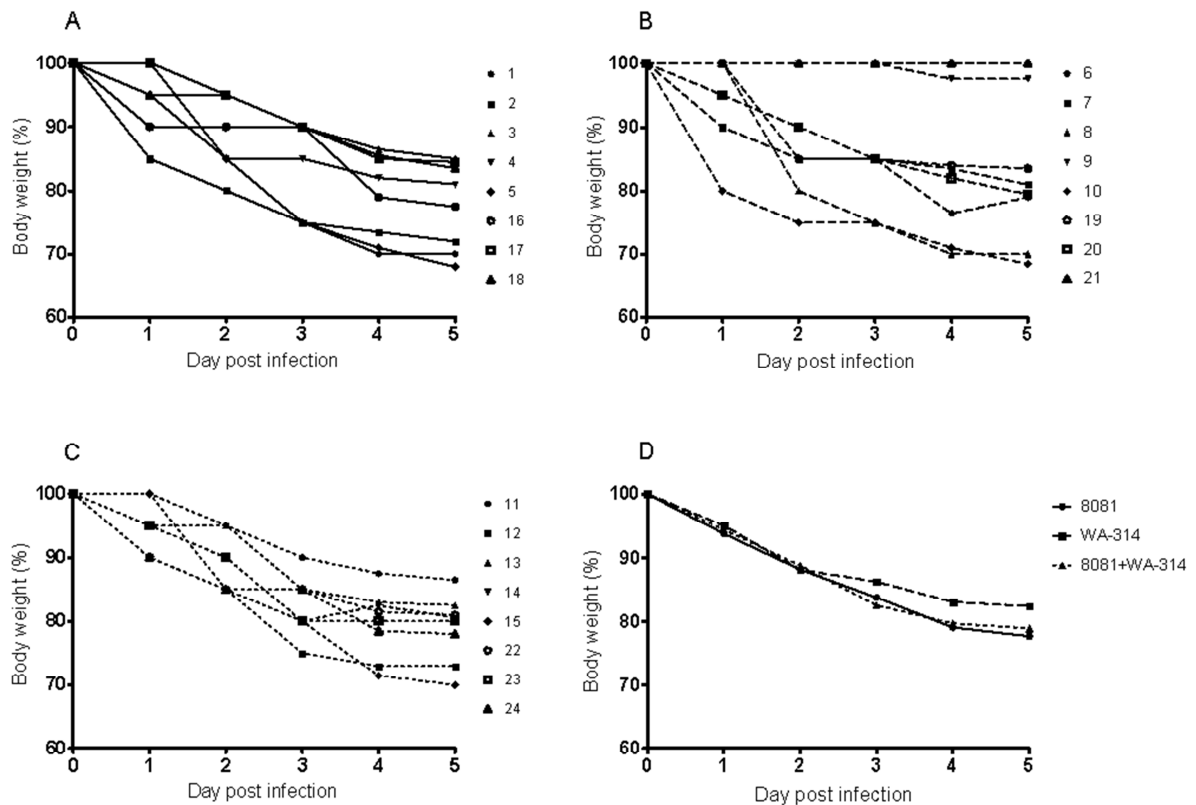 A
Body weight (%)
100
90
80
70
60
0 1 2 3 4 5
Day post infection
1
2
3
4
5
16
17
18
B
Body weight (%)
100
90
80
70
60
0 1 2 3 4 5
Day post infection
6
7
8
9
10
19
20
21
C
Body weight (%)
100
90
80
70
60
0 1 2 3 4 5
Day post infection
11
12
13
14
15
22
23
24
D
Body weight (%)
100
90
80
70
60
0 1 2 3 4 5
Day post infection
8081
WA-314
8081+WA-314